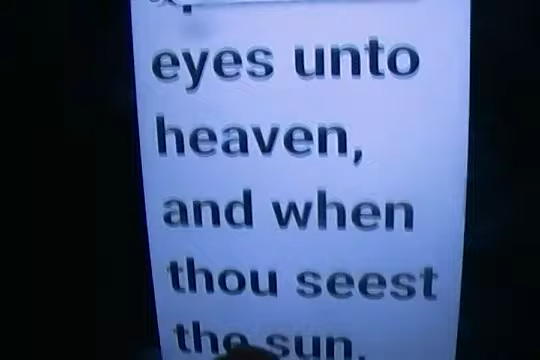 eyes unto
heaven,
and when
thou seest
the sun,